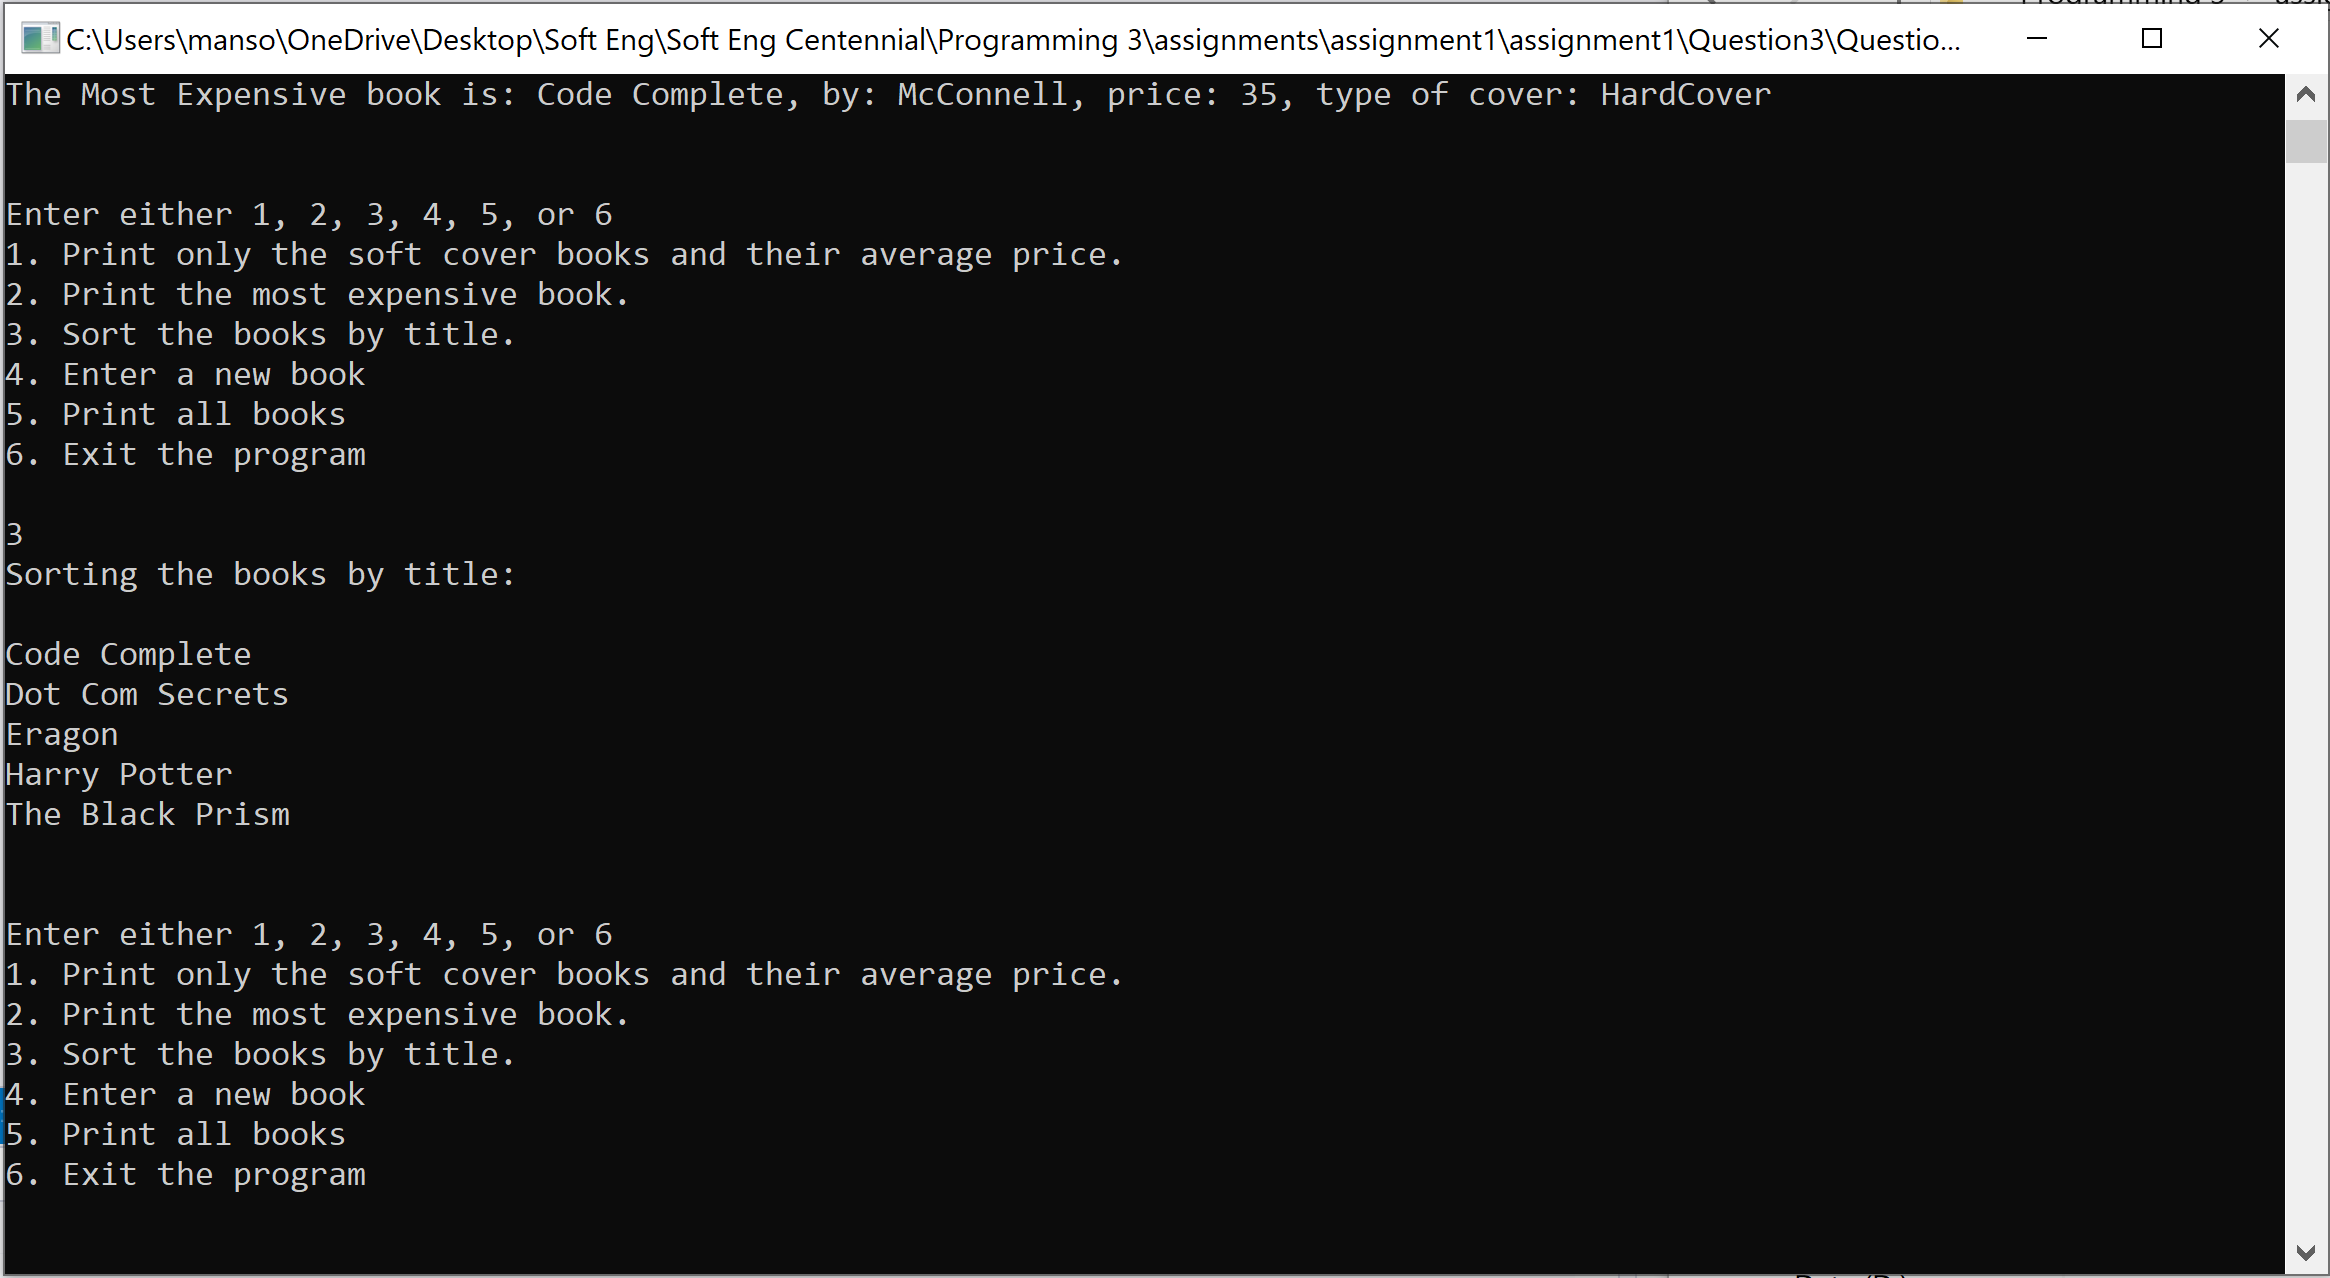 C:\Users\manso\OneDrive\Desktop\Soft Eng\Soft Eng Centennial\Programming 3\assignments\assignment1\assignment1\Question3\Questio...
The Most Expensive book is: Code Complete, by: McConnell, price: 35, type of cover: HardCover
Enter either 1, 2, 3, 4, 5, or 6
1. Print only the soft cover books and their average price.
2. Print the most expensive book.
3. Sort the books by title.
4. Enter a new book
5. Print all books
6. Exit the program
3
Sorting the books by title:
Code Complete
Dot Com Secrets
Eragon
Harry Potter
The Black Prism
Enter either 1, 2, 3, 4, 5, or 6
1. Print only the soft cover books and their average price.
2. Print the most expensive book.
3. Sort the books by title.
4. Enter a new book
5. Print all books
6. Exit the program